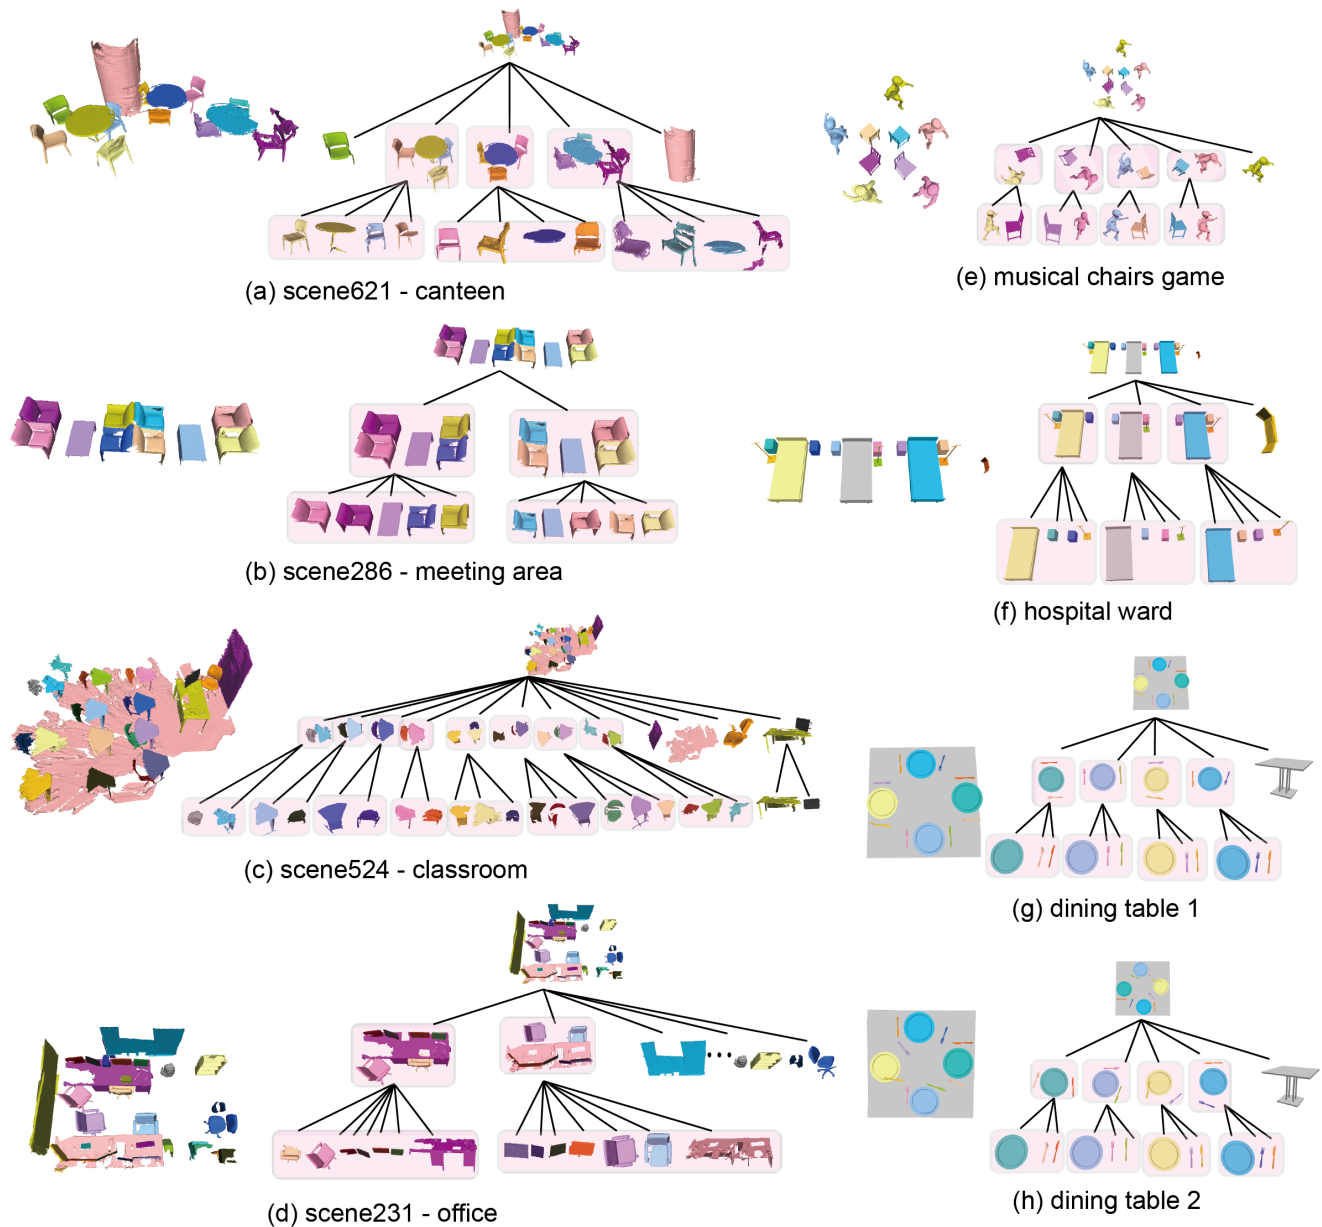 (a) scene621 - canteen
(e) musical chairs game
(b) scene286 - meeting area
(f) hospital ward
(c) scene524 - classroom
(g) dining table 1
(d) scene231 - office
(h) dining table 2